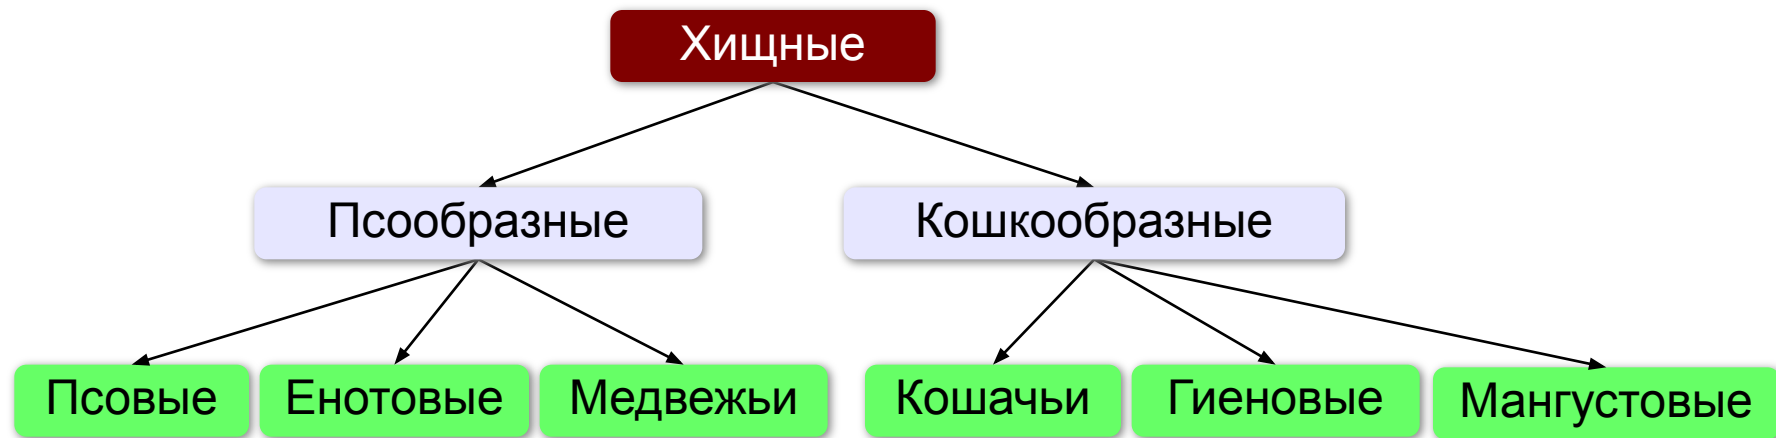 Хищные
Псообразные
Кошкообразные
Псовые
Енотовые
Медвежьи
Кошачьи
Гиеновые
Мангустовые